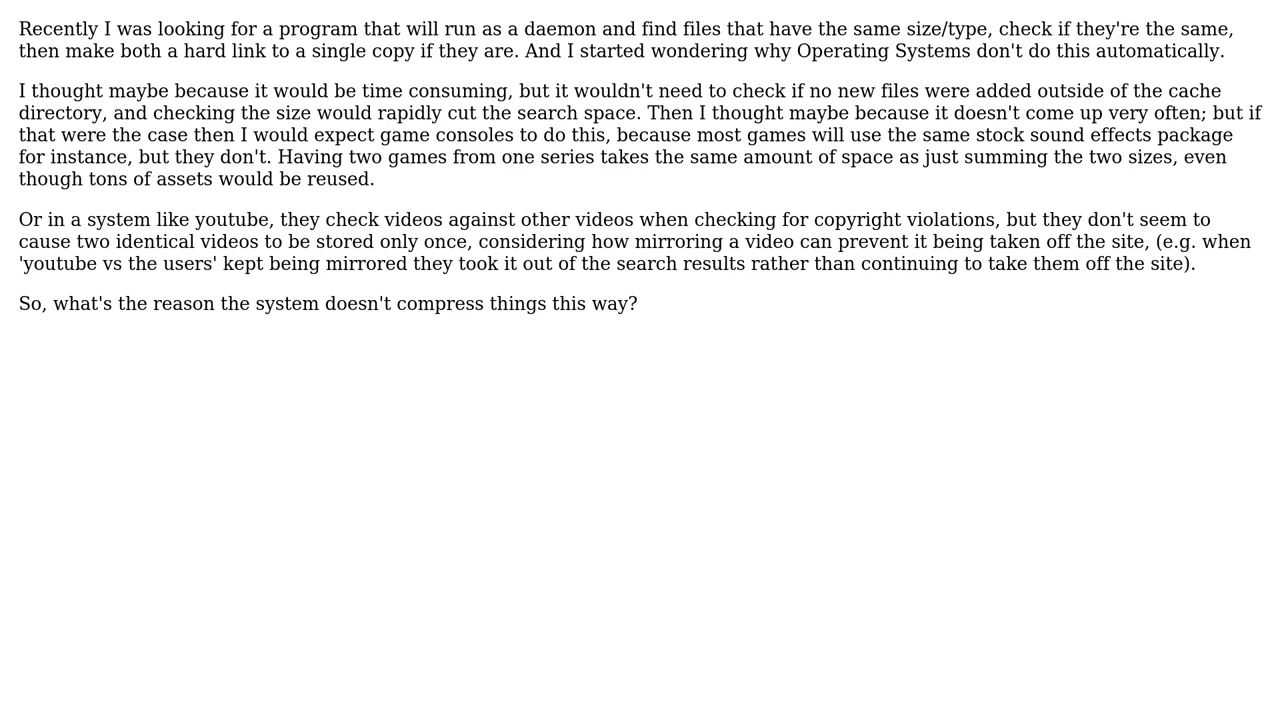 Recently I was looking for a program that will run as a daemon and find files that have the same size/type, check if they're the same,
then make both a hard link to a single copy if they are. And I started wondering why Operating Systems don't do this automatically.
I thought maybe because it would be time consuming, but it wouldn't need to check if no new files were added outside of the cache
directory, and checking the size would rapidly cut the search space. Then I thought maybe because it doesn't come up very often; but if
that were the case then I would expect game consoles to do this, because most games will use the same stock sound effects package
for instance, but they don't. Having two games from one series takes the same amount of space as just summing the two sizes, even
though tons of assets would be reused.
Or in a system like youtube, they check videos against other videos when checking for copyright violations, but they don't seem to
cause two identical videos to be stored only once, considering how mirroring a video can prevent it being taken off the site, (e.g. when
'youtube vs the users' kept being mirrored they took it out of the search results rather than continuing to take them off the site).
So, what's the reason the system doesn't compress things this way?